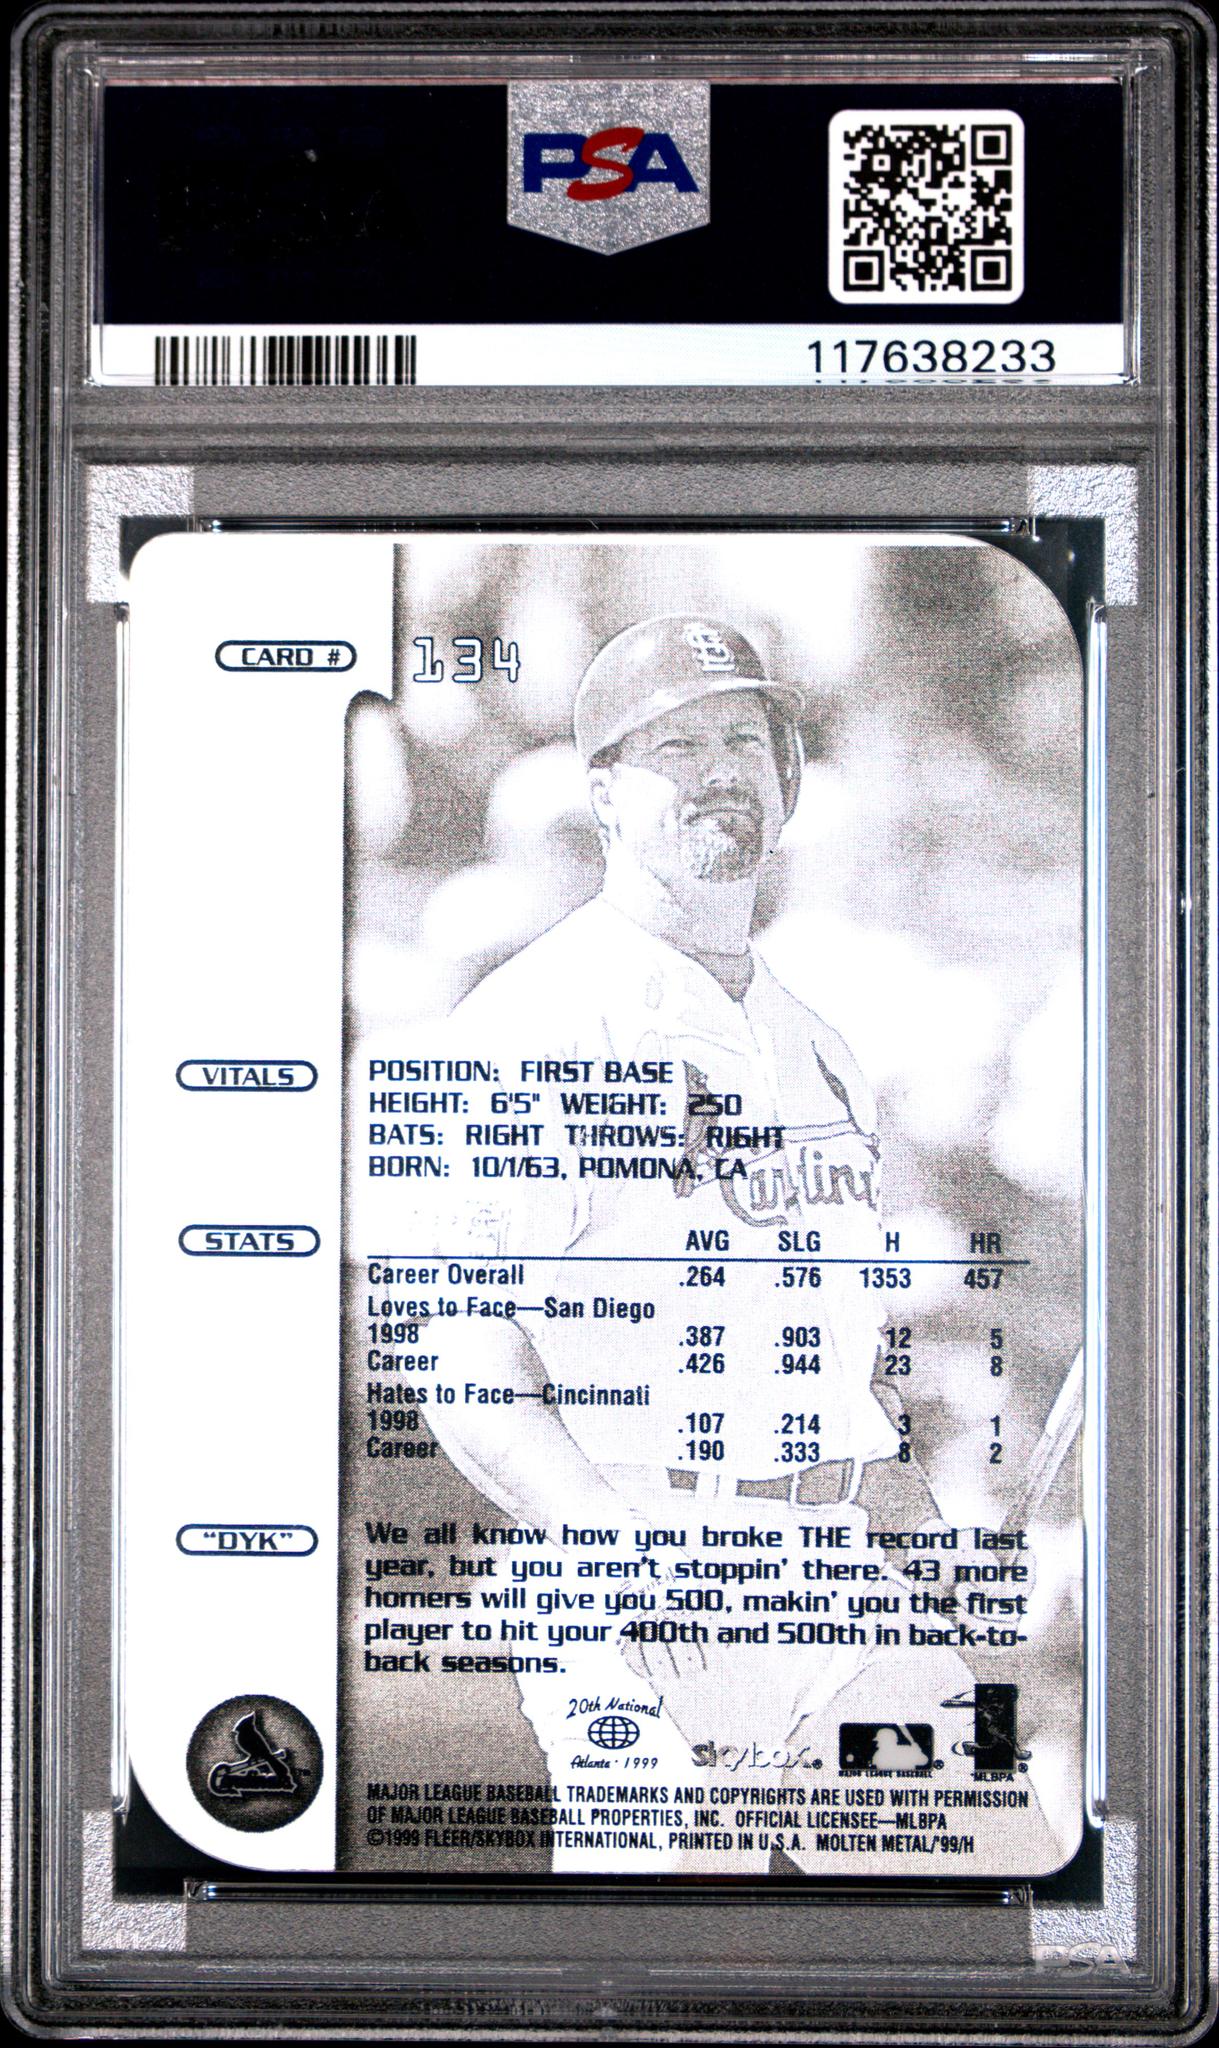 PSA
117638233
CARD # 134
VITALS
POSITION: FIRST BASE
HEIGHT: 6'5" WEIGHT: 250
BATS: RIGHT THROWS: RIGHT
BORN: 10/1/63, POMONA, CA
Cardinals
STATS
AVG SLG H HR
Career Overall .264 .576 1353 457
Loves to Face—San Diego
1998 .387 .903 12 5
Career .426 .944 23 8
Hates to Face—Cincinnati
1998 .107 .214 3 1
Career .190 .333 8 2
"DYK"
We all know how you broke THE record last
year, but you aren't stoppin' there. 43 more
homers will give you 500, makin' you the first
player to hit your 400th and 500th in back-to-
back seasons.
Cardinals™
20th National
Atlanta · 1999
skybox®
MAJOR LEAGUE BASEBALL®
MLBPA®
MAJOR LEAGUE BASEBALL TRADEMARKS AND COPYRIGHTS ARE USED WITH PERMISSION
OF MAJOR LEAGUE BASEBALL PROPERTIES, INC. OFFICIAL LICENSEE—MLBPA
©1999 FLEER/SKYBOX INTERNATIONAL, PRINTED IN U.S.A. MOLTEN METAL/'99/H
PSA